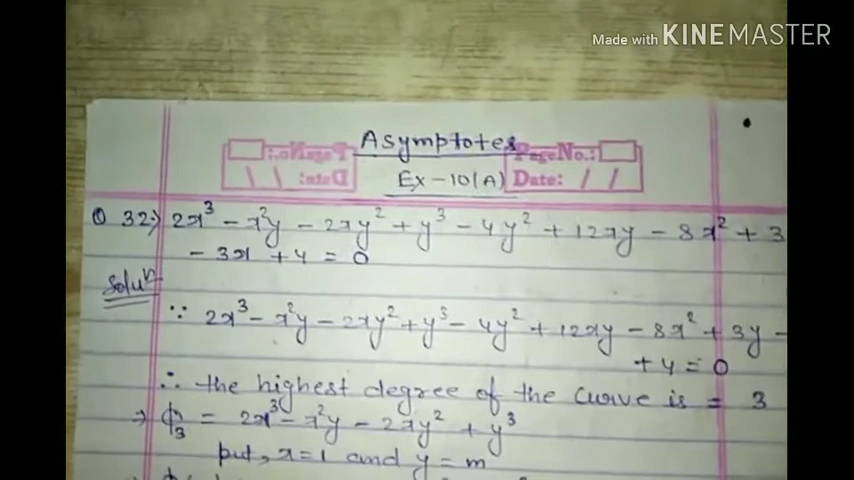 Made with KINEMASTER
Asymptotes
Page No.:
Ex-10(A) Date: / /
Q 32⇒ 2x³ - x²y - 2xy² + y³ - 4y² + 12xy - 8x² + 3
- 3x + 4 = 0
Soluⁿ
∵ 2x³ - x²y - 2xy² + y³ - 4y² + 12xy - 8x² + 3y -
+ 4 = 0
∴ the highest degree of the curve is = 3
⇒ ϕ₃ = 2x³ - x²y - 2xy² + y³
put, x=1 and y=m